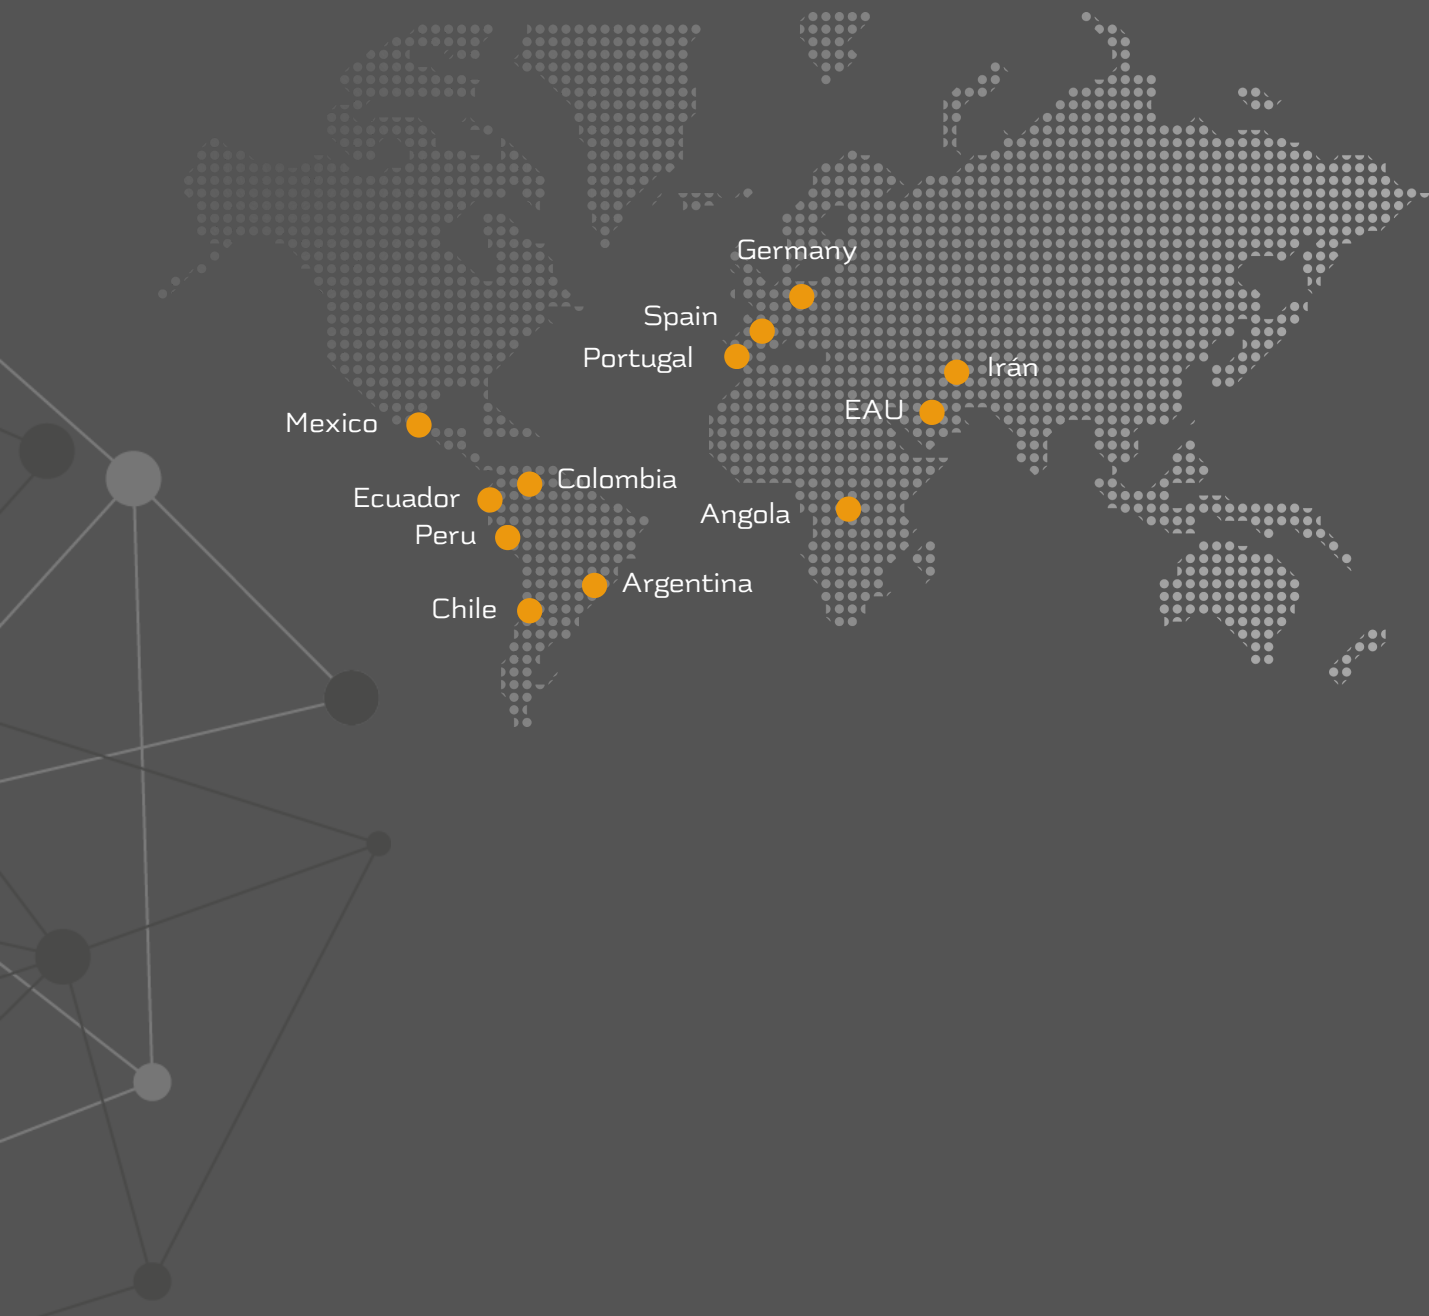 Germany
Spain
Portugal
Irán
EAU
Mexico
Colombia
Ecuador
Angola
Peru
Argentina
Chile